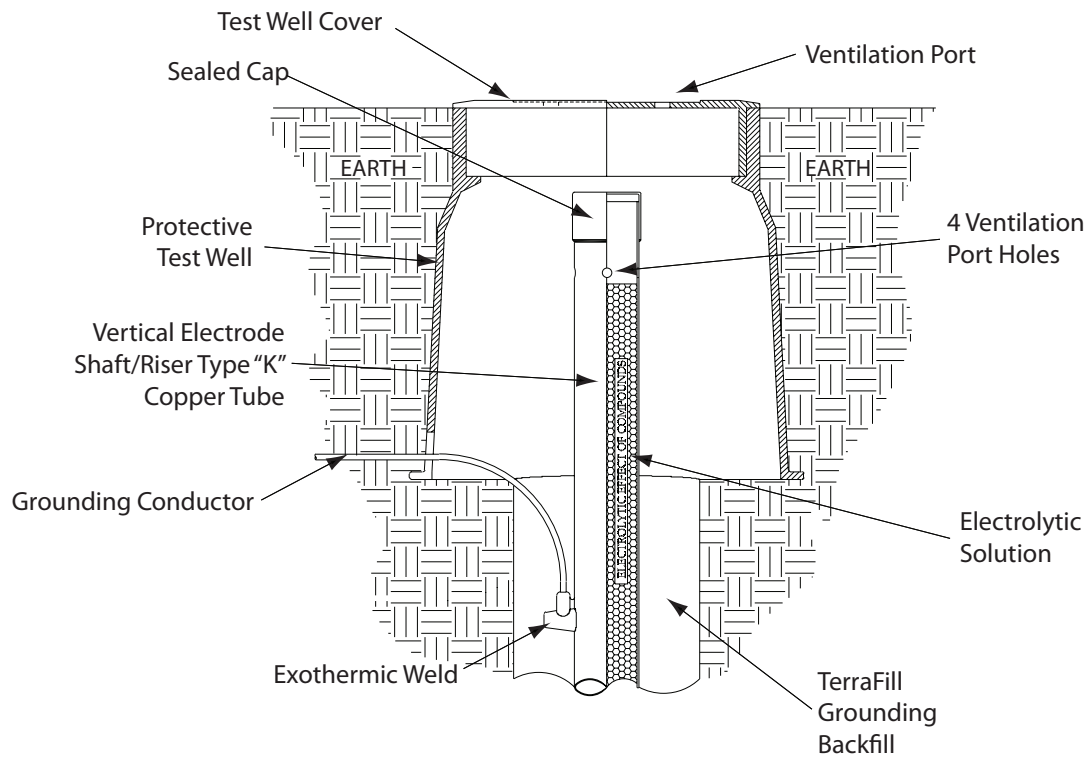 Test Well Cover
Ventilation Port
Sealed Cap
EARTH
EARTH
Protective
Test Well
4 Ventilation
Port Holes
Vertical Electrode
Shaft/Riser Type “K”
Copper Tube
ELECTROLYTIC EFFECT OF COMPOUNDS
Grounding Conductor
Electrolytic
Solution
Exothermic Weld
TerraFill
Grounding
Backfill